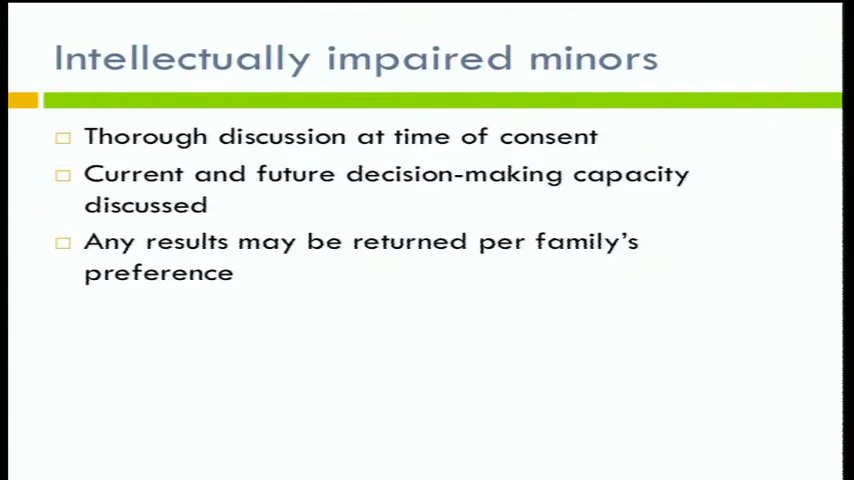 Intellectually impaired minors
Thorough discussion at time of consent
Current and future decision-making capacity
discussed
Any results may be returned per family's
preference